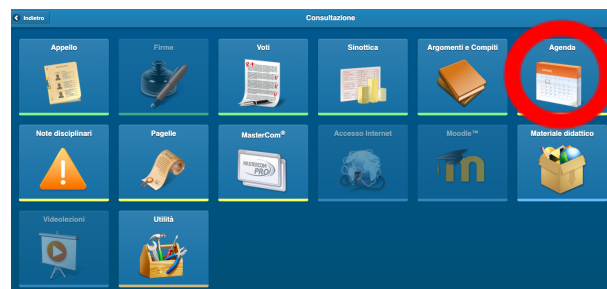 Indietro
Consultazione
Appello
Firme
Voti
Sinottica
Argomenti e Compiti
Agenda
Note disciplinari
Pagelle
MasterCom®
Accesso Internet
Moodle™
Materiale didattico
MASTERCOM
PRO
m
Videolezioni
Utilità